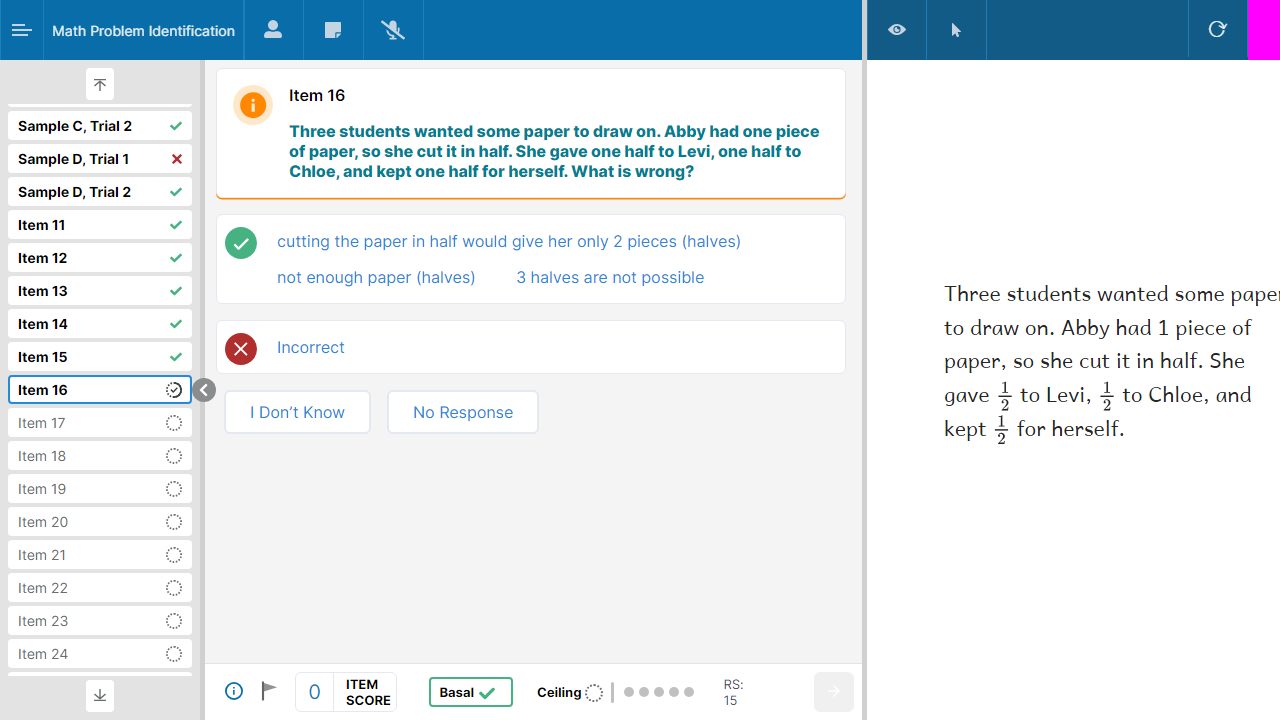 Math Problem Identification
Sample C, Trial 2
Sample D, Trial 1
Sample D, Trial 2
Item 11
Item 12
Item 13
Item 14
Item 15
Item 16
Item 17
Item 18
Item 19
Item 20
Item 21
Item 22
Item 23
Item 24
Item 16
Three students wanted some paper to draw on. Abby had one piece
of paper, so she cut it in half. She gave one half to Levi, one half to
Chloe, and kept one half for herself. What is wrong?
cutting the paper in half would give her only 2 pieces (halves)
not enough paper (halves) 3 halves are not possible
Incorrect
I Don't Know No Response
0 ITEM SCORE Basal Ceiling RS: 15
Three students wanted some paper
to draw on. Abby had 1 piece of
paper, so she cut it in half. She
gave 1/2 to Levi, 1/2 to Chloe, and
kept 1/2 for herself.